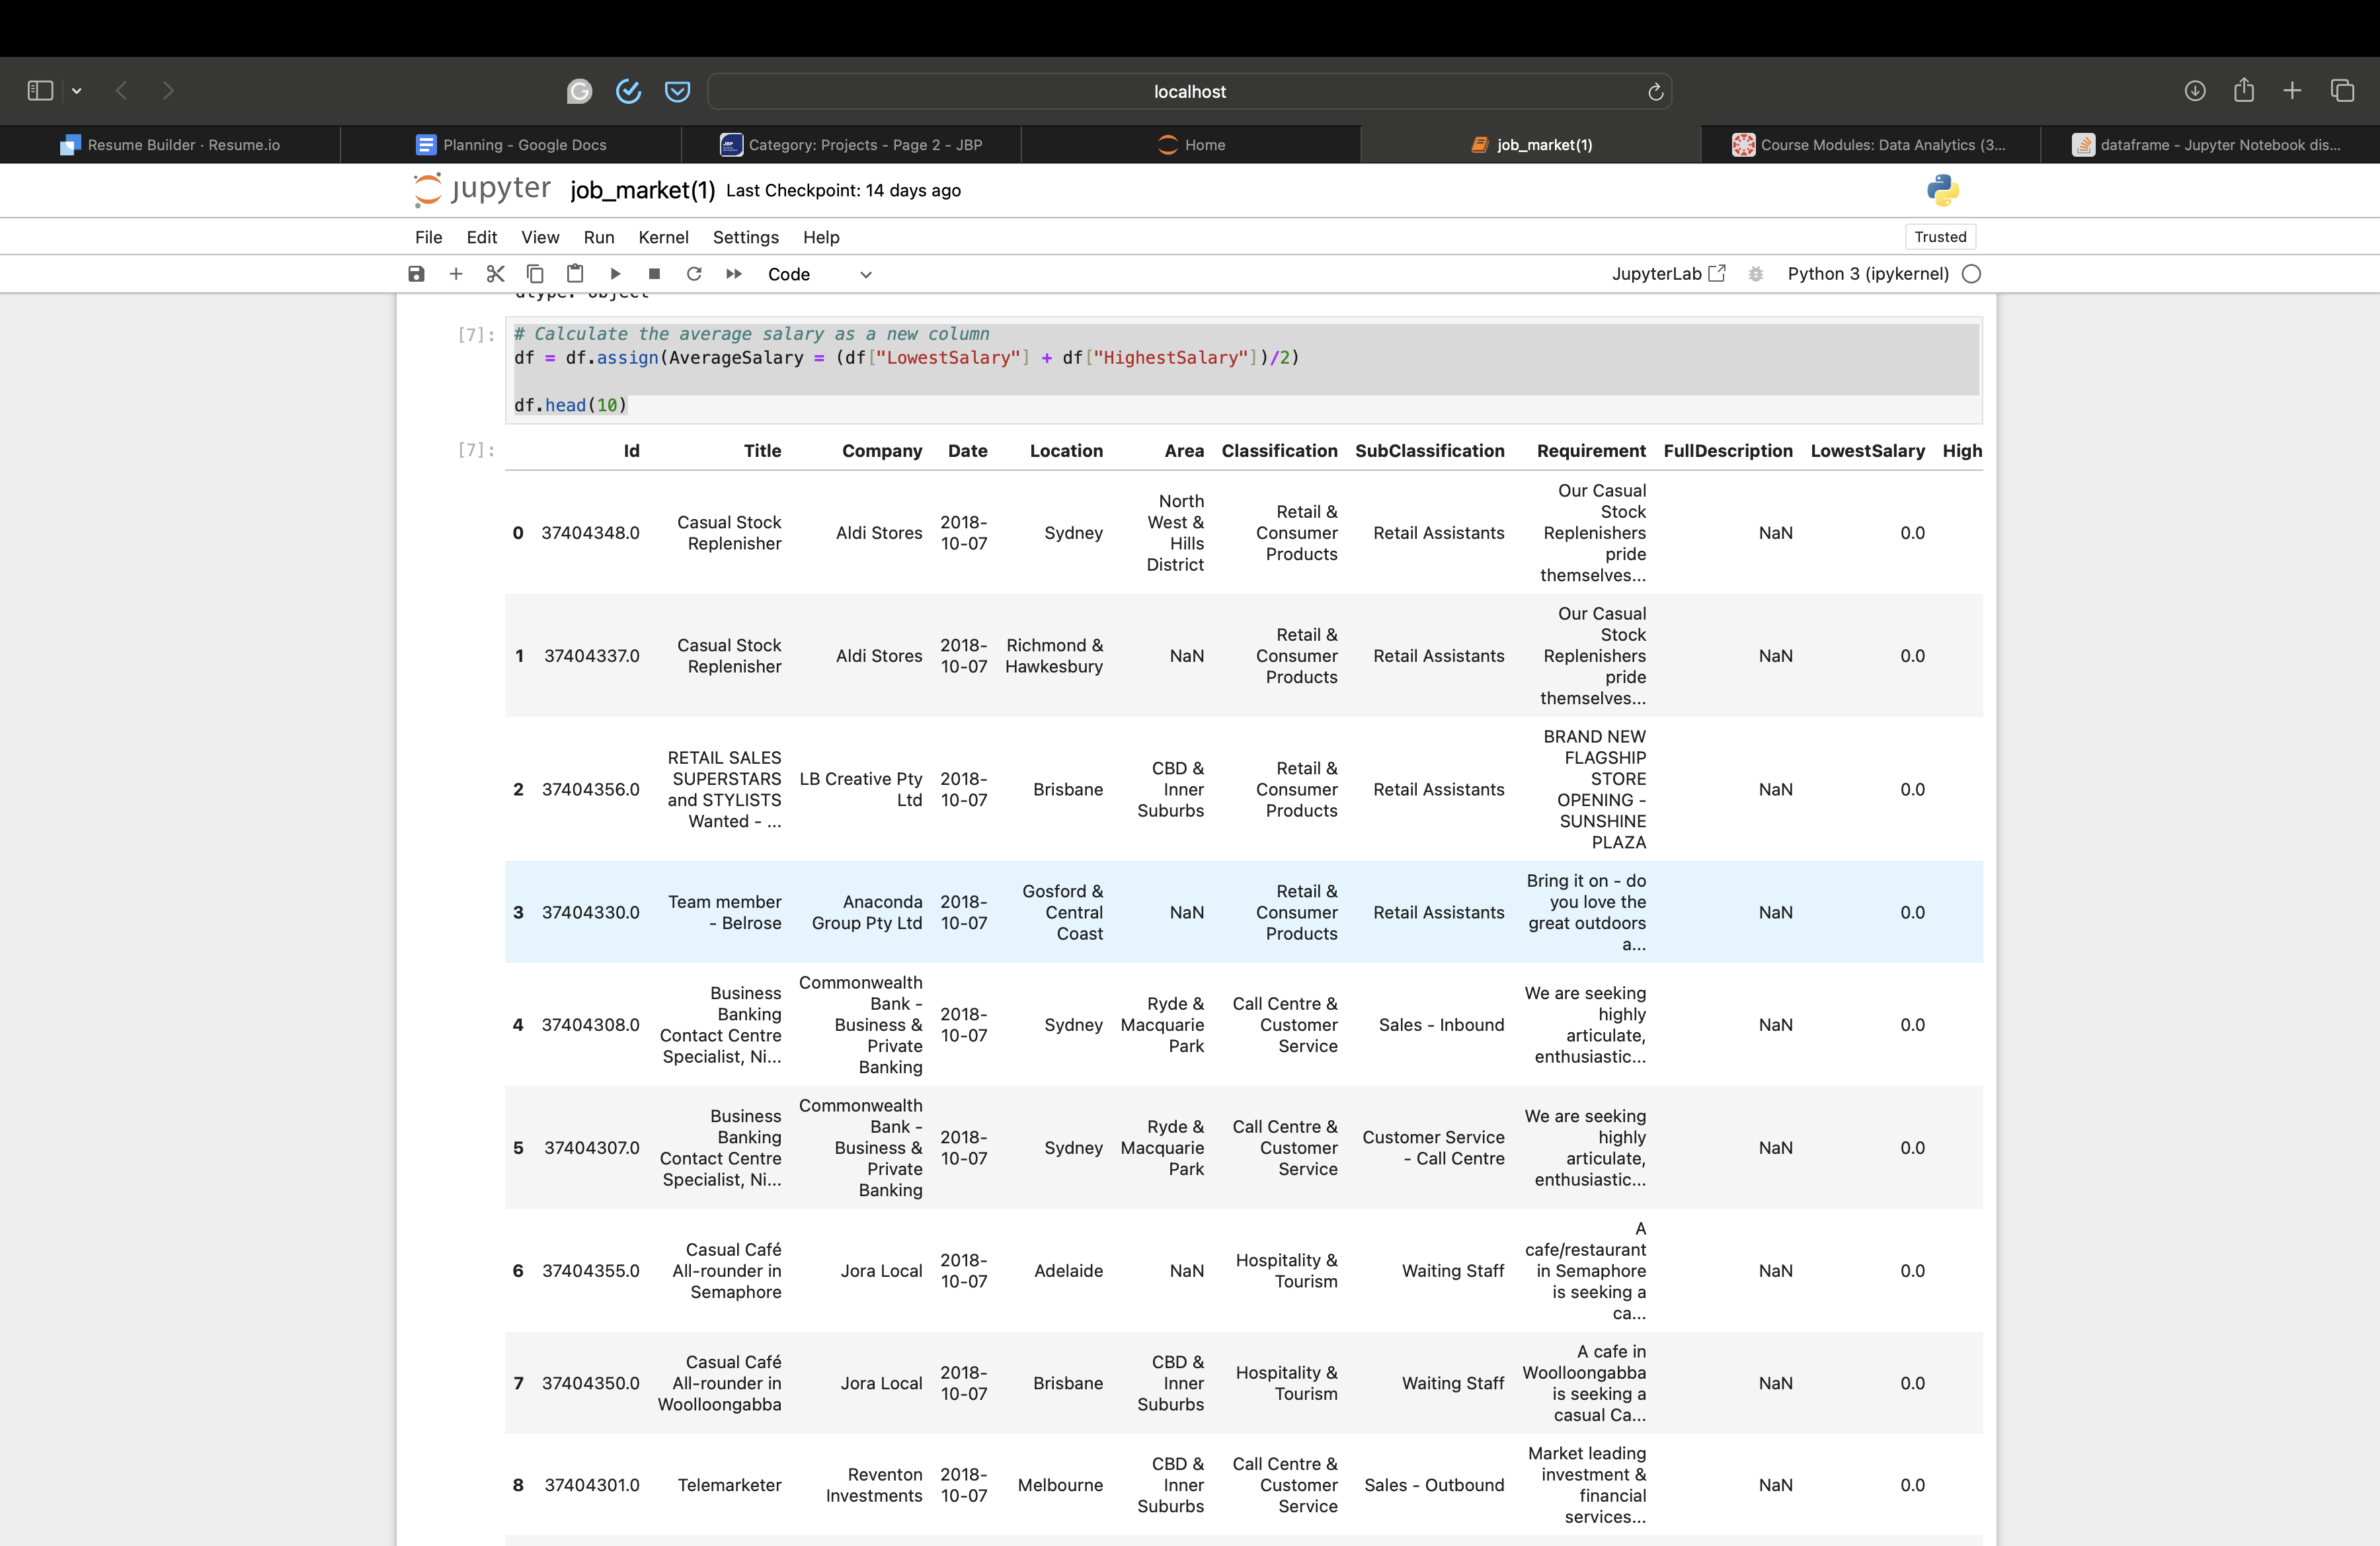 localhost
Resume Builder · Resume.io
Planning - Google Docs
Category: Projects - Page 2 - JBP
Home
job_market(1)
Course Modules: Data Analytics (3...
dataframe - Jupyter Notebook dis...
jupyter job_market(1) Last Checkpoint: 14 days ago
File Edit View Run Kernel Settings Help Trusted
Code JupyterLab Python 3 (ipykernel)
dtype: object
[7]: # Calculate the average salary as a new column
df = df.assign(AverageSalary = (df["LowestSalary"] + df["HighestSalary"])/2)
df.head(10)
[7]: Id Title Company Date Location Area Classification SubClassification Requirement FullDescription LowestSalary High
0 37404348.0 Casual Stock Replenisher Aldi Stores 2018-10-07 Sydney North West & Hills District Retail & Consumer Products Retail Assistants Our Casual Stock Replenishers pride themselves... NaN 0.0
1 37404337.0 Casual Stock Replenisher Aldi Stores 2018-10-07 Richmond & Hawkesbury NaN Retail & Consumer Products Retail Assistants Our Casual Stock Replenishers pride themselves... NaN 0.0
2 37404356.0 RETAIL SALES SUPERSTARS and STYLISTS Wanted - ... LB Creative Pty Ltd 2018-10-07 Brisbane CBD & Inner Suburbs Retail & Consumer Products Retail Assistants BRAND NEW FLAGSHIP STORE OPENING - SUNSHINE PLAZA NaN 0.0
3 37404330.0 Team member - Belrose Anaconda Group Pty Ltd 2018-10-07 Gosford & Central Coast NaN Retail & Consumer Products Retail Assistants Bring it on - do you love the great outdoors a... NaN 0.0
4 37404308.0 Business Banking Contact Centre Specialist, Ni... Commonwealth Bank - Business & Private Banking 2018-10-07 Sydney Ryde & Macquarie Park Call Centre & Customer Service Sales - Inbound We are seeking highly articulate, enthusiastic... NaN 0.0
5 37404307.0 Business Banking Contact Centre Specialist, Ni... Commonwealth Bank - Business & Private Banking 2018-10-07 Sydney Ryde & Macquarie Park Call Centre & Customer Service Customer Service - Call Centre We are seeking highly articulate, enthusiastic... NaN 0.0
6 37404355.0 Casual Café All-rounder in Semaphore Jora Local 2018-10-07 Adelaide NaN Hospitality & Tourism Waiting Staff A cafe/restaurant in Semaphore is seeking a ca... NaN 0.0
7 37404350.0 Casual Café All-rounder in Woolloongabba Jora Local 2018-10-07 Brisbane CBD & Inner Suburbs Hospitality & Tourism Waiting Staff A cafe in Woolloongabba is seeking a casual Ca... NaN 0.0
8 37404301.0 Telemarketer Reventon Investments 2018-10-07 Melbourne CBD & Inner Suburbs Call Centre & Customer Service Sales - Outbound Market leading investment & financial services... NaN 0.0